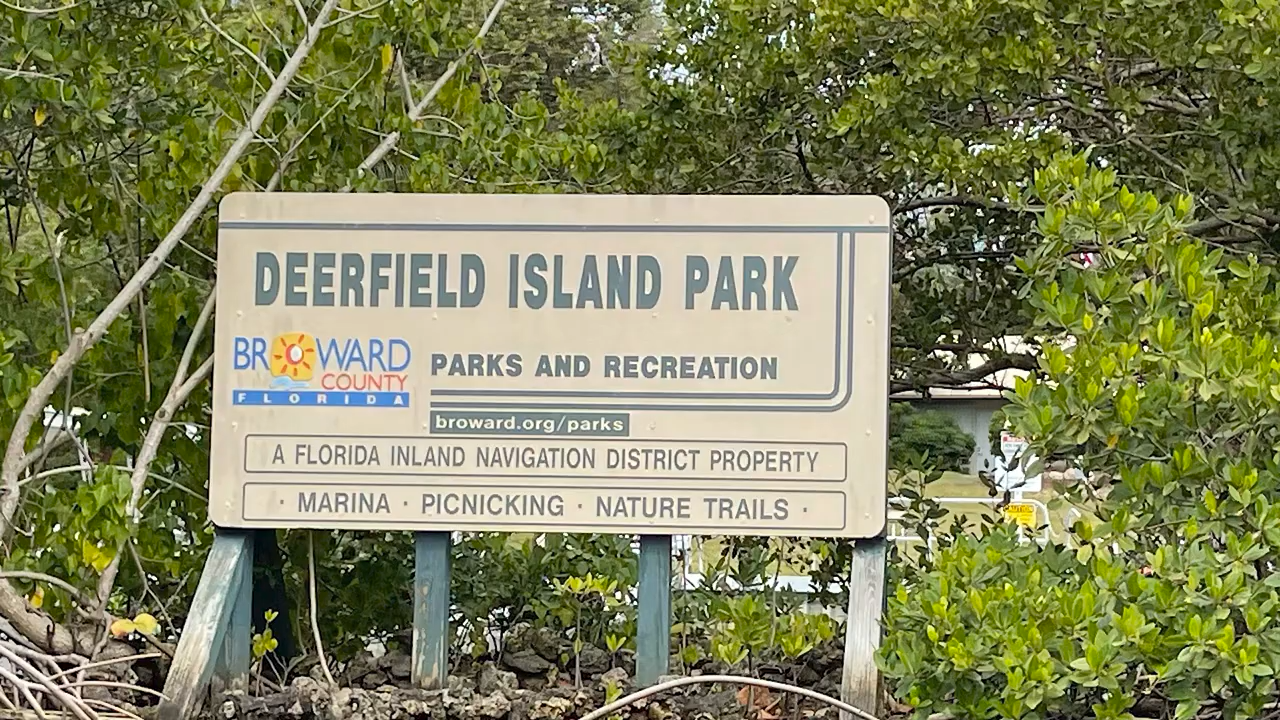 DEERFIELD ISLAND PARK
BROWARD
COUNTY
FLORIDA
PARKS AND RECREATION
broward.org/parks
A FLORIDA INLAND NAVIGATION DISTRICT PROPERTY
· MARINA · PICNICKING · NATURE TRAILS ·
CAUTION